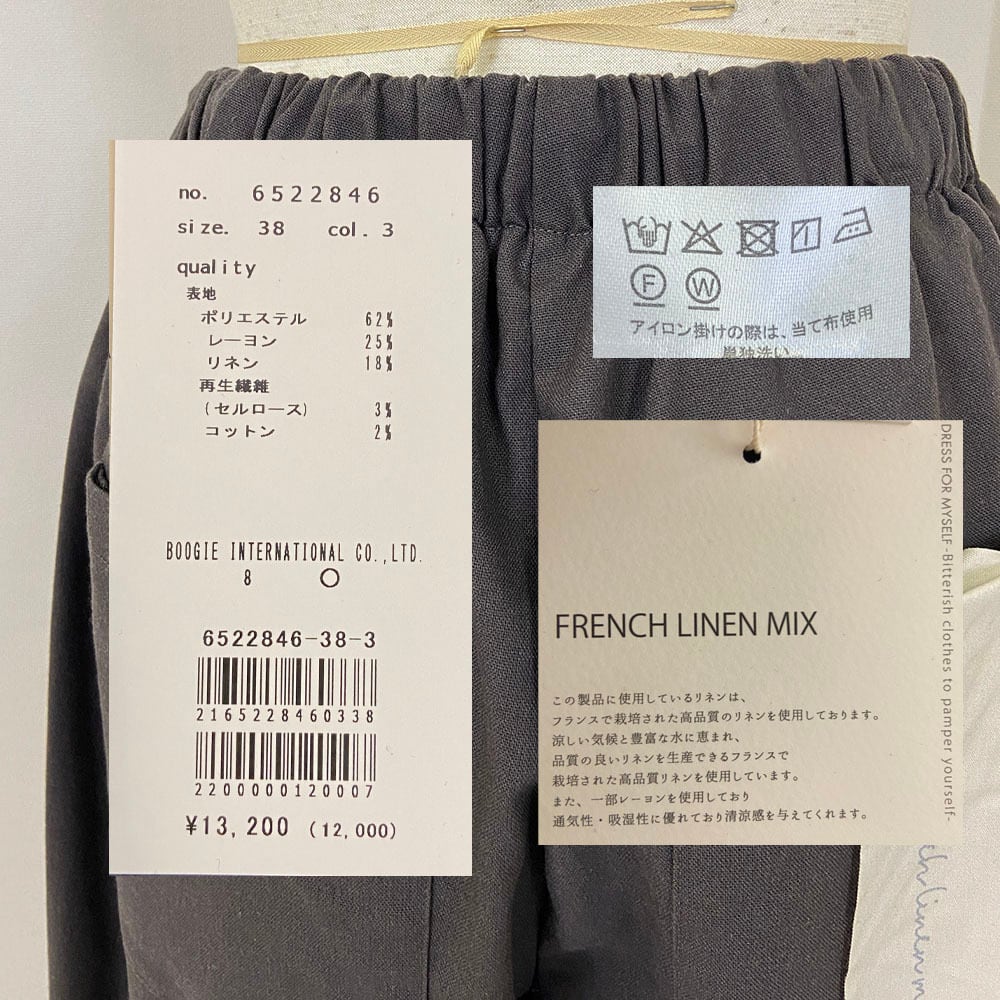 no. 6522846
size. 38 col. 3
quality
表地
ポリエステル 62%
レーヨン 25%
リネン 18%
再生繊維
(セルロース) 3%
コットン 2%
BOOGIE INTERNATIONAL CO.,LTD.
8 ○
6522846-38-3
2165228460338
2200000120007
¥13,200 (12,000)
F W
アイロン掛けの際は、当て布使用
単独洗い
DRESS FOR MYSELF-Bitterish clothes to pamper yourself-
FRENCH LINEN MIX
この製品に使用しているリネンは、
フランスで栽培された高品質のリネンを使用しております。
涼しい気候と豊富な水に恵まれ、
品質の良いリネンを生産できるフランスで
栽培された高品質リネンを使用しています。
また、一部レーヨンを使用しており
通気性・吸湿性に優れており清涼感を与えてくれます。
ch linen m